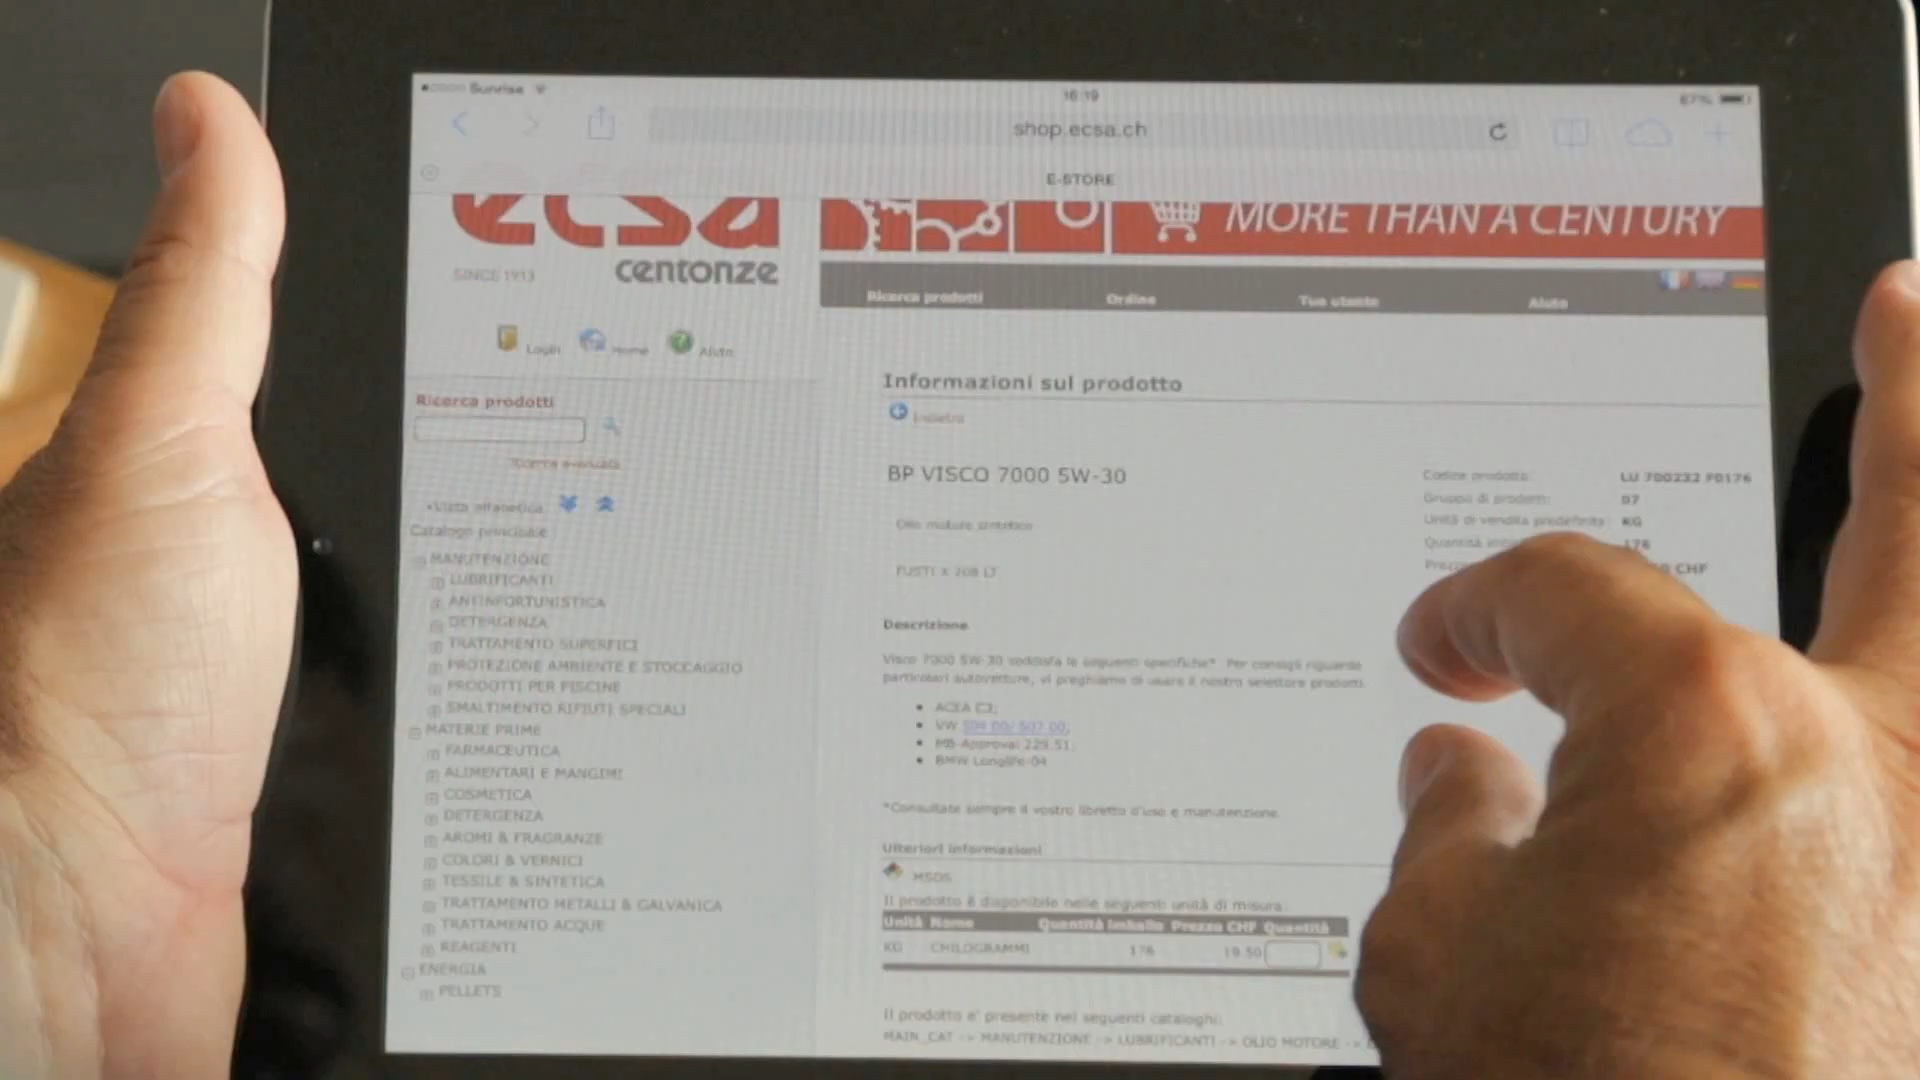 Sunrise
16:19
67%
shop.ecsa.ch
E-STORE
ecsa
centonze
SINCE 1913
MORE THAN A CENTURY
Ricerca prodotti
Ordine
Tuo utente
Aiuto
Login
Home
Aiuto
Ricerca prodotti
Ricerca avanzata
Vista alfabetica
Catalogo principale
MANUTENZIONE
LUBRIFICANTI
ANTINFORTUNISTICA
DETERGENZA
TRATTAMENTO SUPERFICI
PROTEZIONE AMBIENTE E STOCCAGGIO
PRODOTTI PER PISCINE
SMALTIMENTO RIFIUTI SPECIALI
MATERIE PRIME
FARMACEUTICA
ALIMENTARI E MANGIMI
COSMETICA
DETERGENZA
AROMI & FRAGRANZE
COLORI & VERNICI
TESSILE & SINTETICA
TRATTAMENTO METALLI & GALVANICA
TRATTAMENTO ACQUE
REAGENTI
ENERGIA
PELLETS
Informazioni sul prodotto
Indietro
BP VISCO 7000 5W-30
Olio motore sintetico
FUSTI x 208 LT
Codice prodotto: LU 700232 F0176
Gruppo di prodotti: 07
Unità di vendita predefinita: KG
Quantità 176
CHF
Descrizione
Visco 7000 5W-30 soddisfa le seguenti specifiche* Per consigli riguardo
particolari autovetture, vi preghiamo di usare il nostro selettore prodotti.
ACEA C3;
VW 504 00/ 507 00;
MB-Approval 229.51;
BMW Longlife-04
*Consultate sempre il vostro libretto d'uso e manutenzione.
Ulteriori informazioni
MSDS
Il prodotto è disponibile nelle seguenti unità di misura:
Unità Nome Quantità Imballo Prezzo CHF Quantità
KG CHILOGRAMMI 176 19.50
Il prodotto e' presente nei seguenti cataloghi:
MAIN_CAT -> MANUTENZIONE -> LUBRIFICANTI -> OLIO MOTORE ->